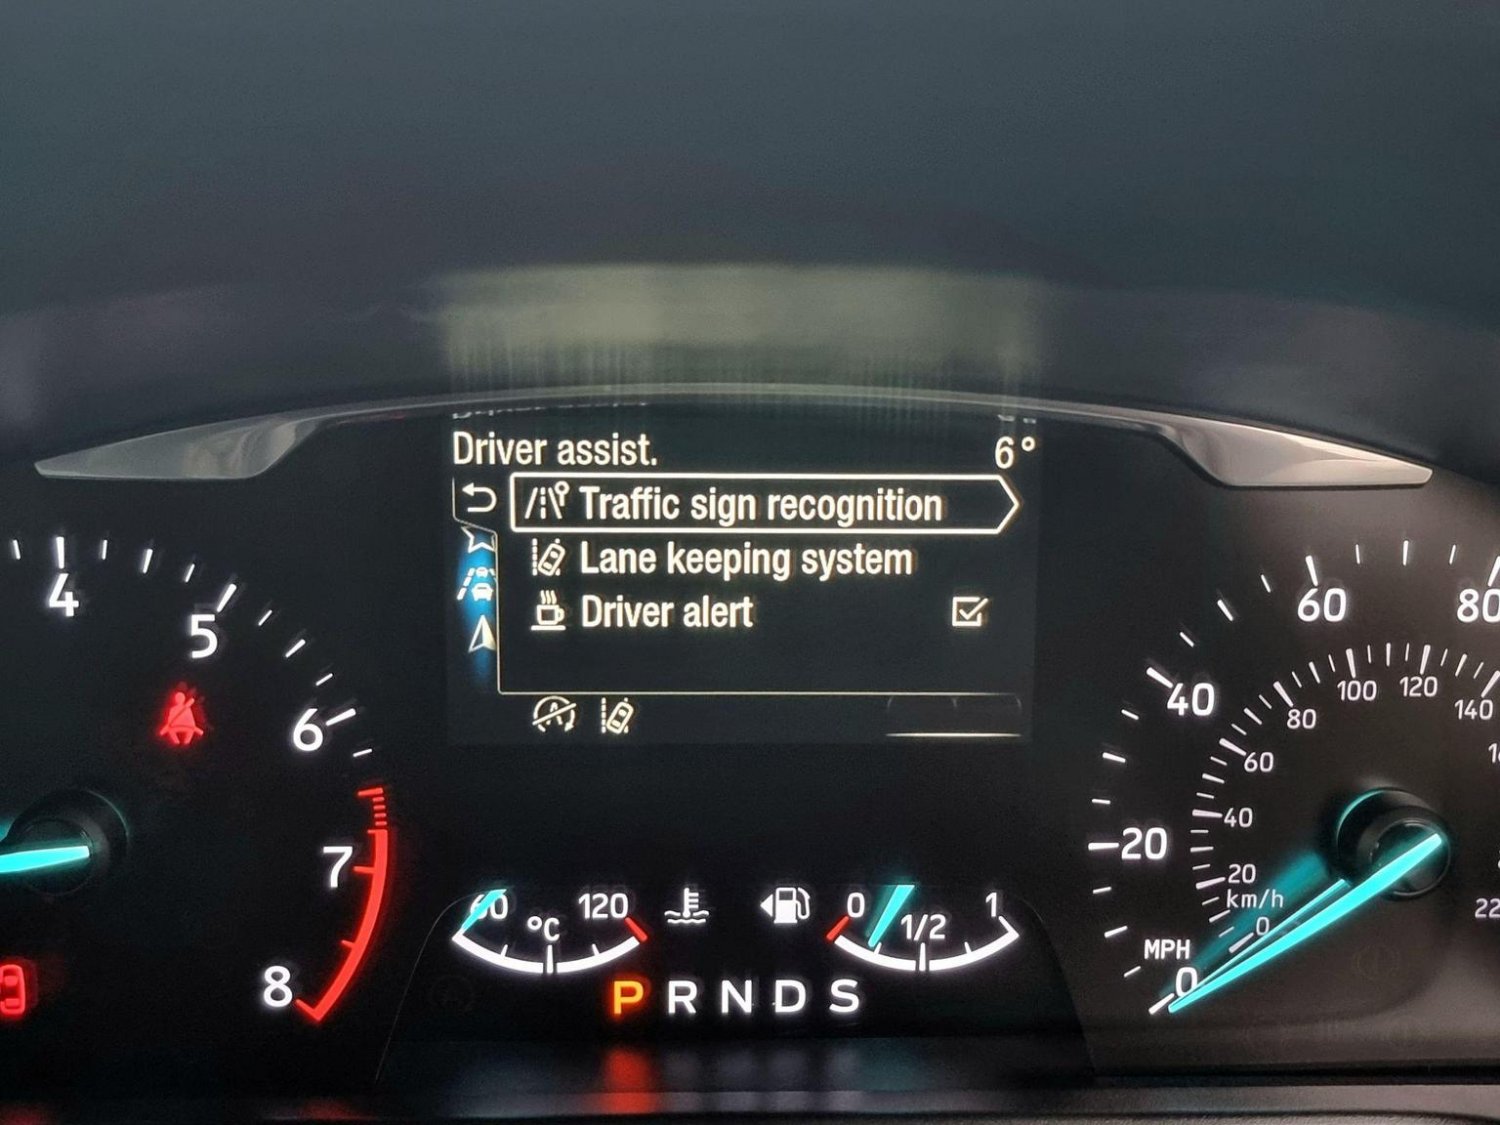 Driver assist. 6°
Traffic sign recognition
Lane keeping system
Driver alert
4
5
6
7
8
60 80
40
20
MPH
0
80 100 120 140
60
40
20
km/h
0
60 °C 120
0 1/2 1
P R N D S